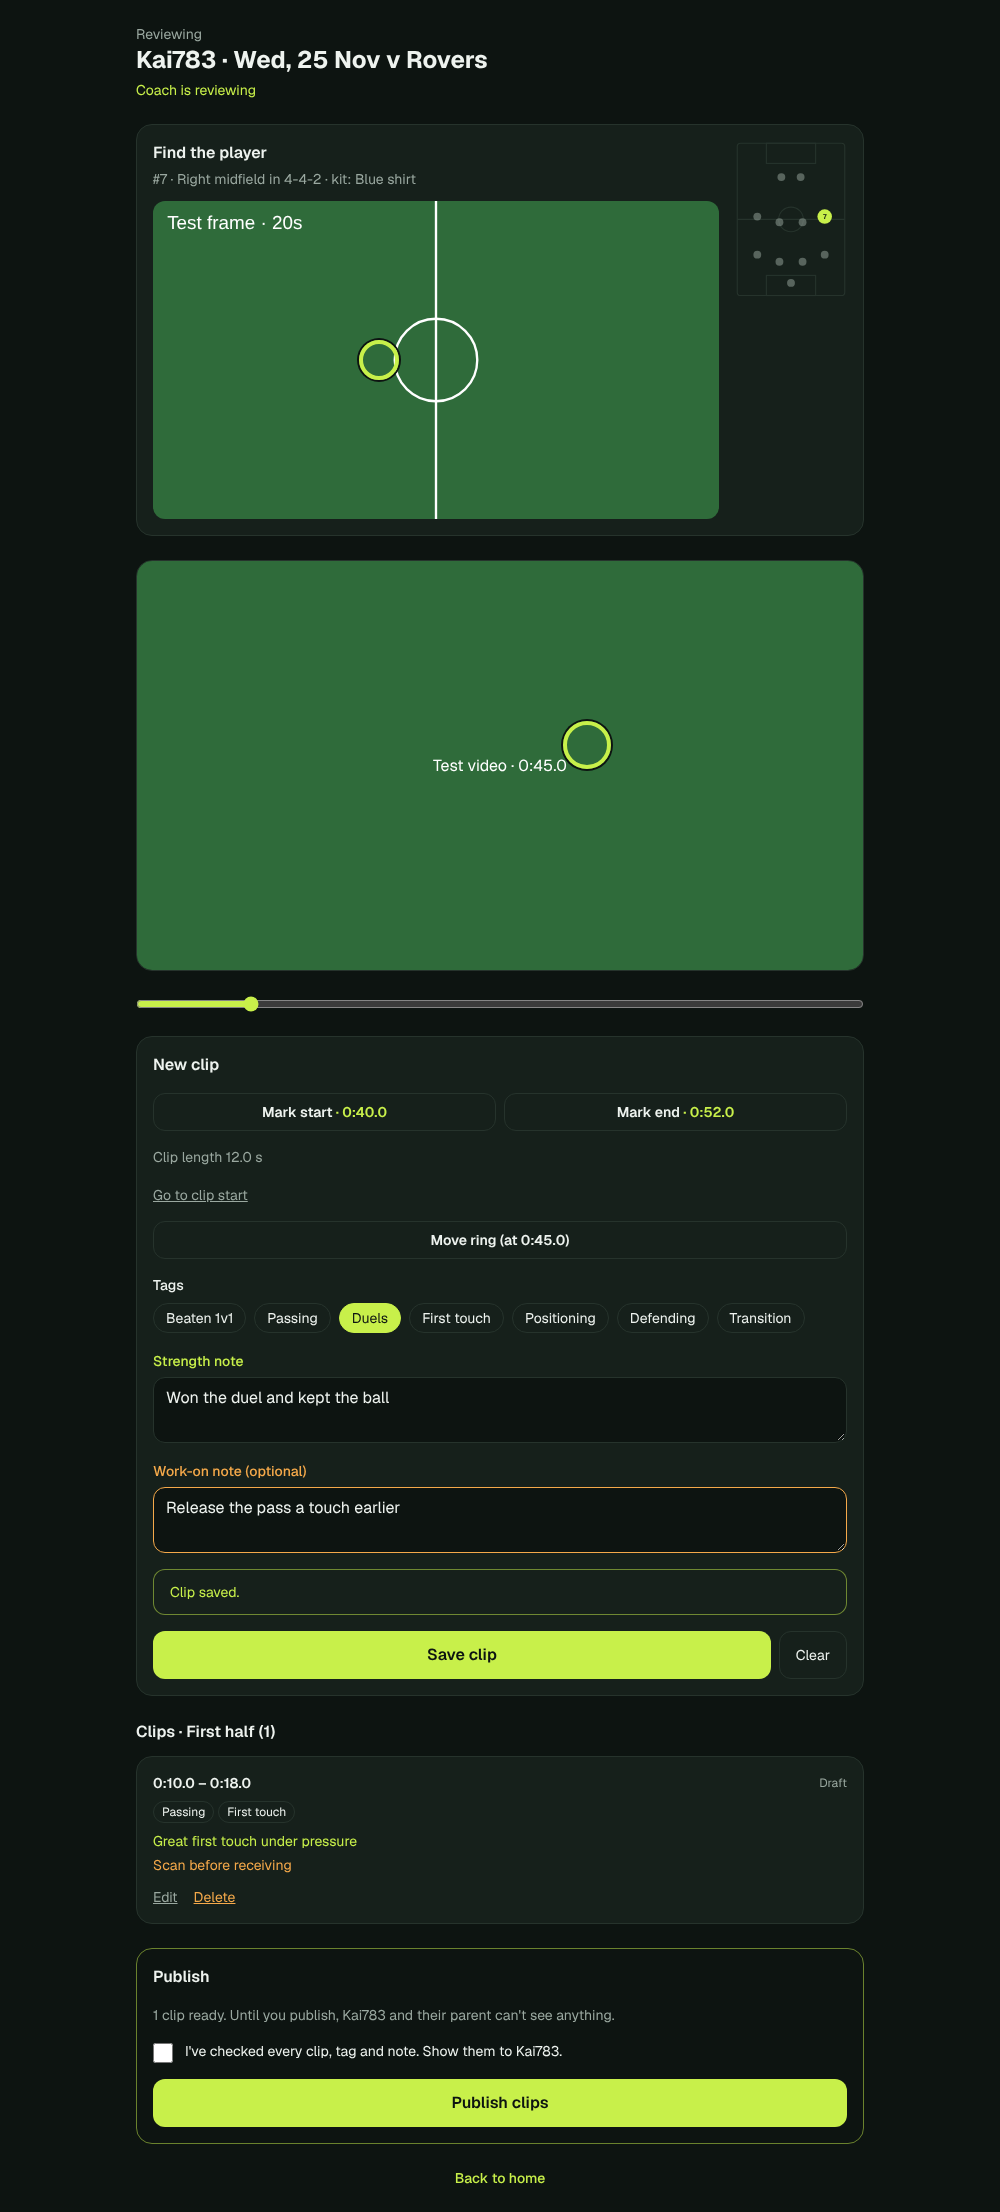 Reviewing
Kai783 · Wed, 25 Nov v Rovers
Coach is reviewing
Find the player
#7 · Right midfield in 4-4-2 · kit: Blue shirt
Test frame · 20s
7
Test video · 0:45.0
New clip
Mark start · 0:40.0
Mark end · 0:52.0
Clip length 12.0 s
Go to clip start
Move ring (at 0:45.0)
Tags
Beaten 1v1 Passing Duels First touch Positioning Defending Transition
Strength note
Won the duel and kept the ball
Work-on note (optional)
Release the pass a touch earlier
Clip saved.
Save clip
Clear
Clips · First half (1)
0:10.0 – 0:18.0
Draft
Passing First touch
Great first touch under pressure
Scan before receiving
Edit Delete
Publish
1 clip ready. Until you publish, Kai783 and their parent can't see anything.
I've checked every clip, tag and note. Show them to Kai783.
Publish clips
Back to home